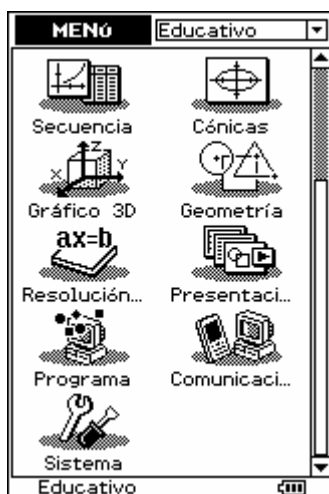 MENú Educativo
Secuencia Cónicas
Z
X Y
Gráfico 3D Geometría
ax=b
Resolución... Presentaci...
Programa Comunicaci...
Sistema
Educativo